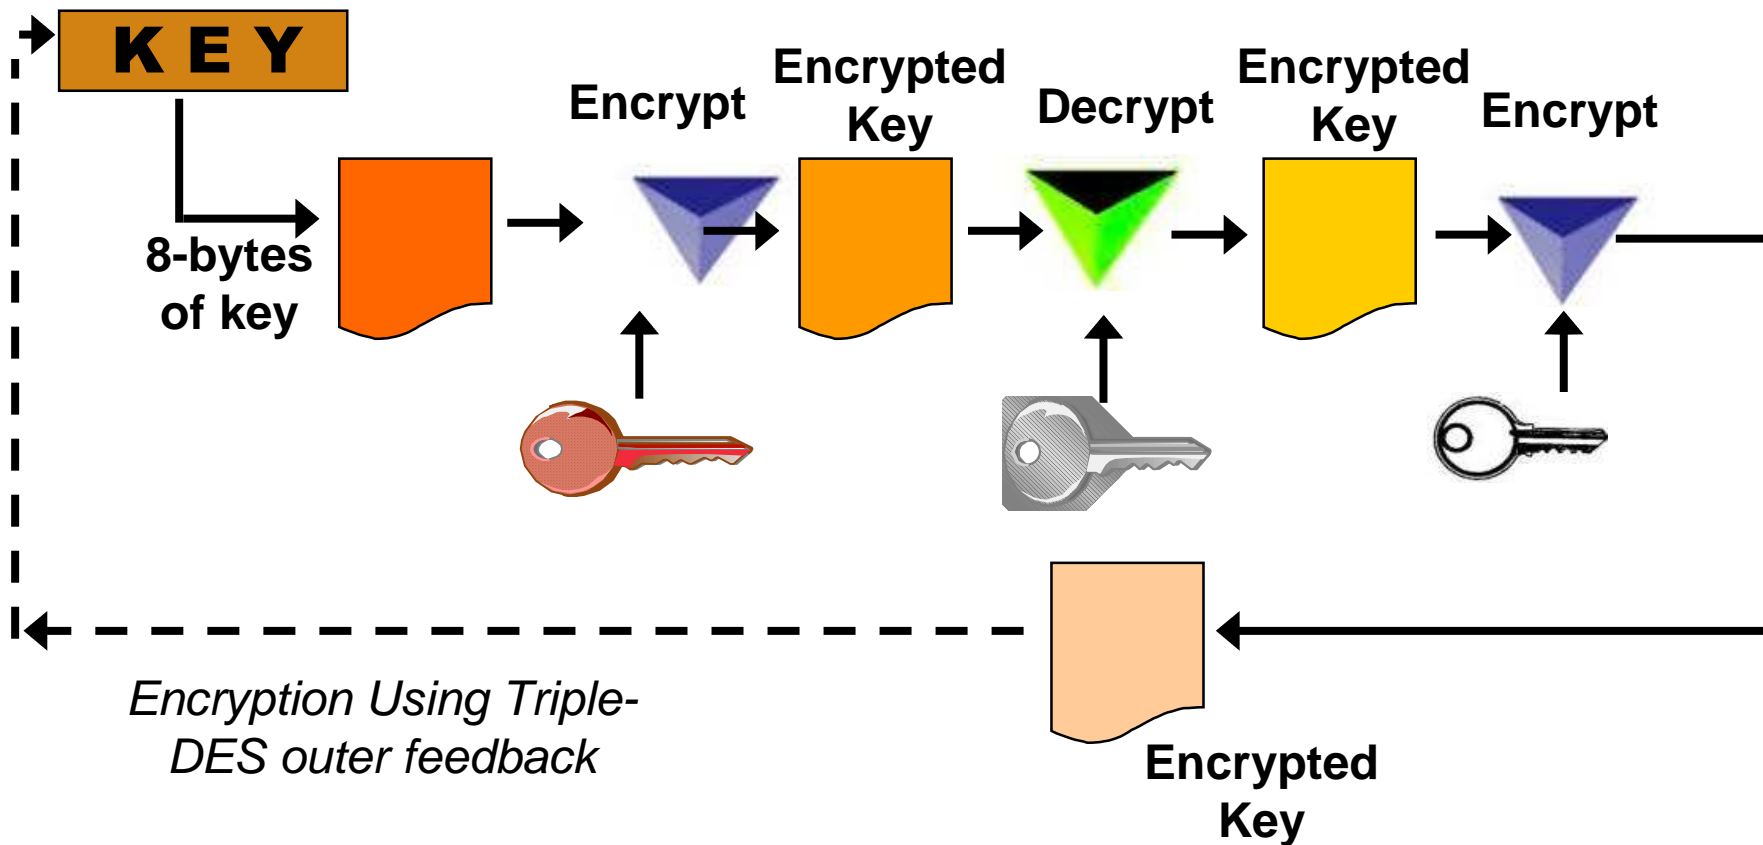 KEY
Encrypt
Encrypted
Key
Decrypt
Encrypted
Key
Encrypt
8-bytes
of key
Encryption Using Triple-
DES outer feedback
Encrypted
Key